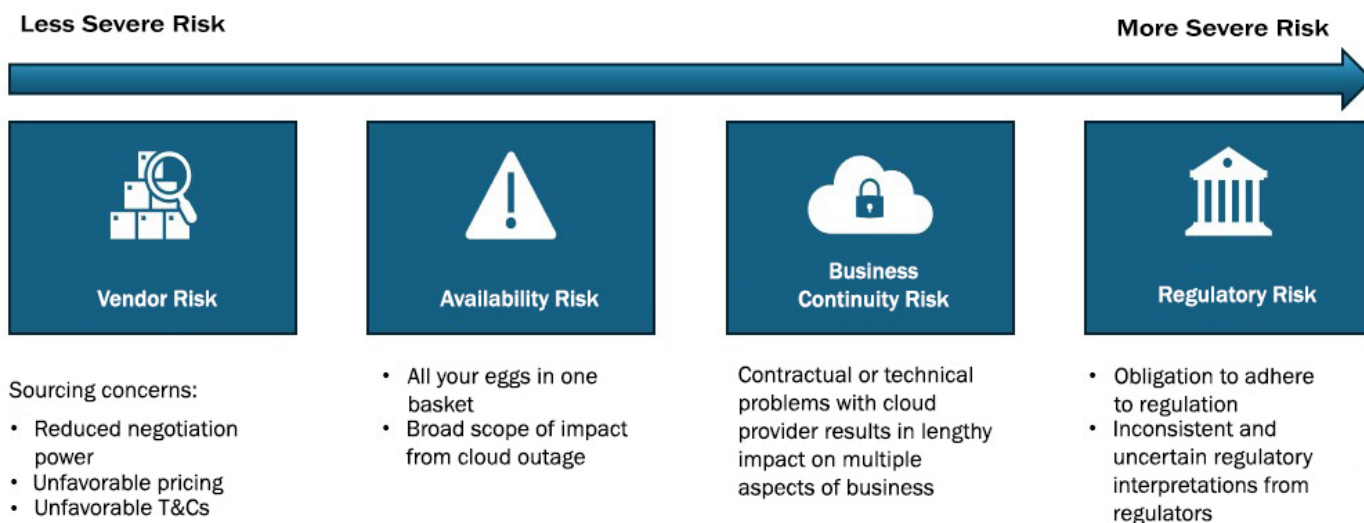 Less Severe Risk
More Severe Risk
Vendor Risk
Sourcing concerns:
• Reduced negotiation
power
• Unfavorable pricing
• Unfavorable T&Cs
Availability Risk
• All your eggs in one
basket
• Broad scope of impact
from cloud outage
Business
Continuity Risk
Contractual or technical
problems with cloud
provider results in lengthy
impact on multiple
aspects of business
Regulatory Risk
• Obligation to adhere
to regulation
• Inconsistent and
uncertain regulatory
interpretations from
regulators